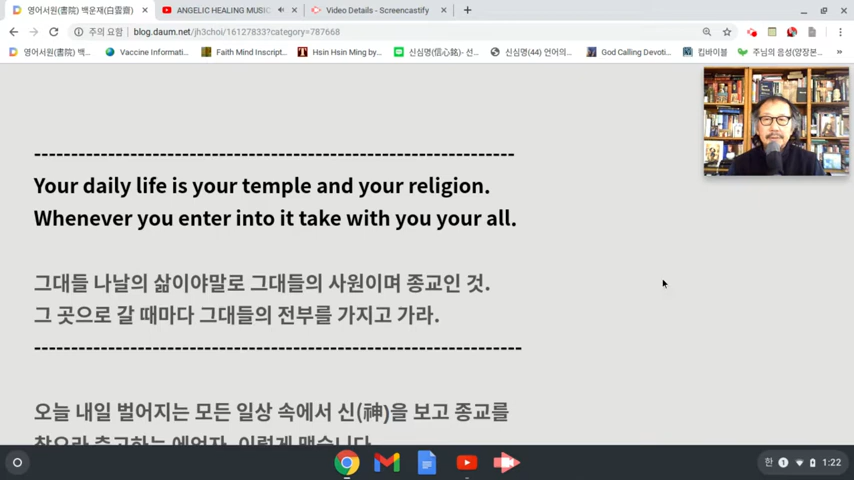 영어서원(書院) 백운재(白雲齋)
ANGELIC HEALING MUSIC
Video Details - Screencastify
주의 요함
blog.daum.net/jh3choi/16127833?category=787668
영어서원(書院) 백...
Vaccine Informati...
Faith Mind Inscript...
Hsin Hsin Ming by...
신심명(信心銘)-...
신심명(44) 언어의...
God Calling Devoti...
킵바이블
주님의 음성(양장본...
Your daily life is your temple and your religion.
Whenever you enter into it take with you your all.
그대들 나날의 삶이야말로 그대들의 사원이며 종교인 것.
그 곳으로 갈 때마다 그대들의 전부를 가지고 가라.
오늘 내일 벌어지는 모든 일상 속에서 신(神)을 보고 종교를
한
1:22